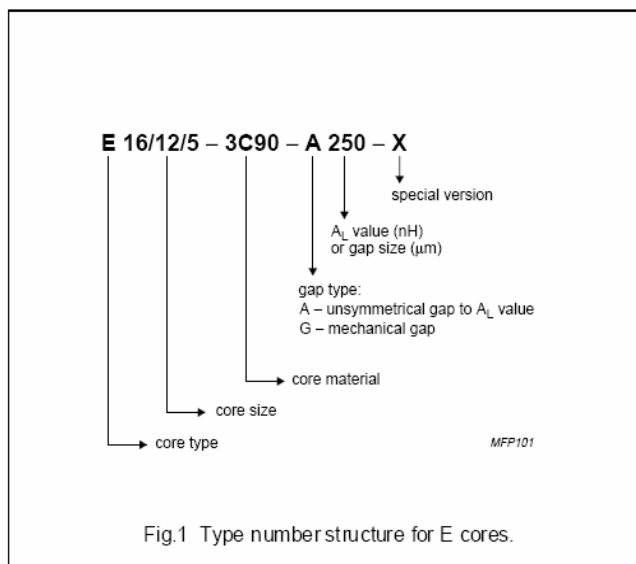 E 16/12/5 – 3C90 – A 250 – X
special version
AL value (nH)
or gap size (μm)
gap type:
A – unsymmetrical gap to AL value
G – mechanical gap
core material
core size
core type
MFP101
Fig.1 Type number structure for E cores.